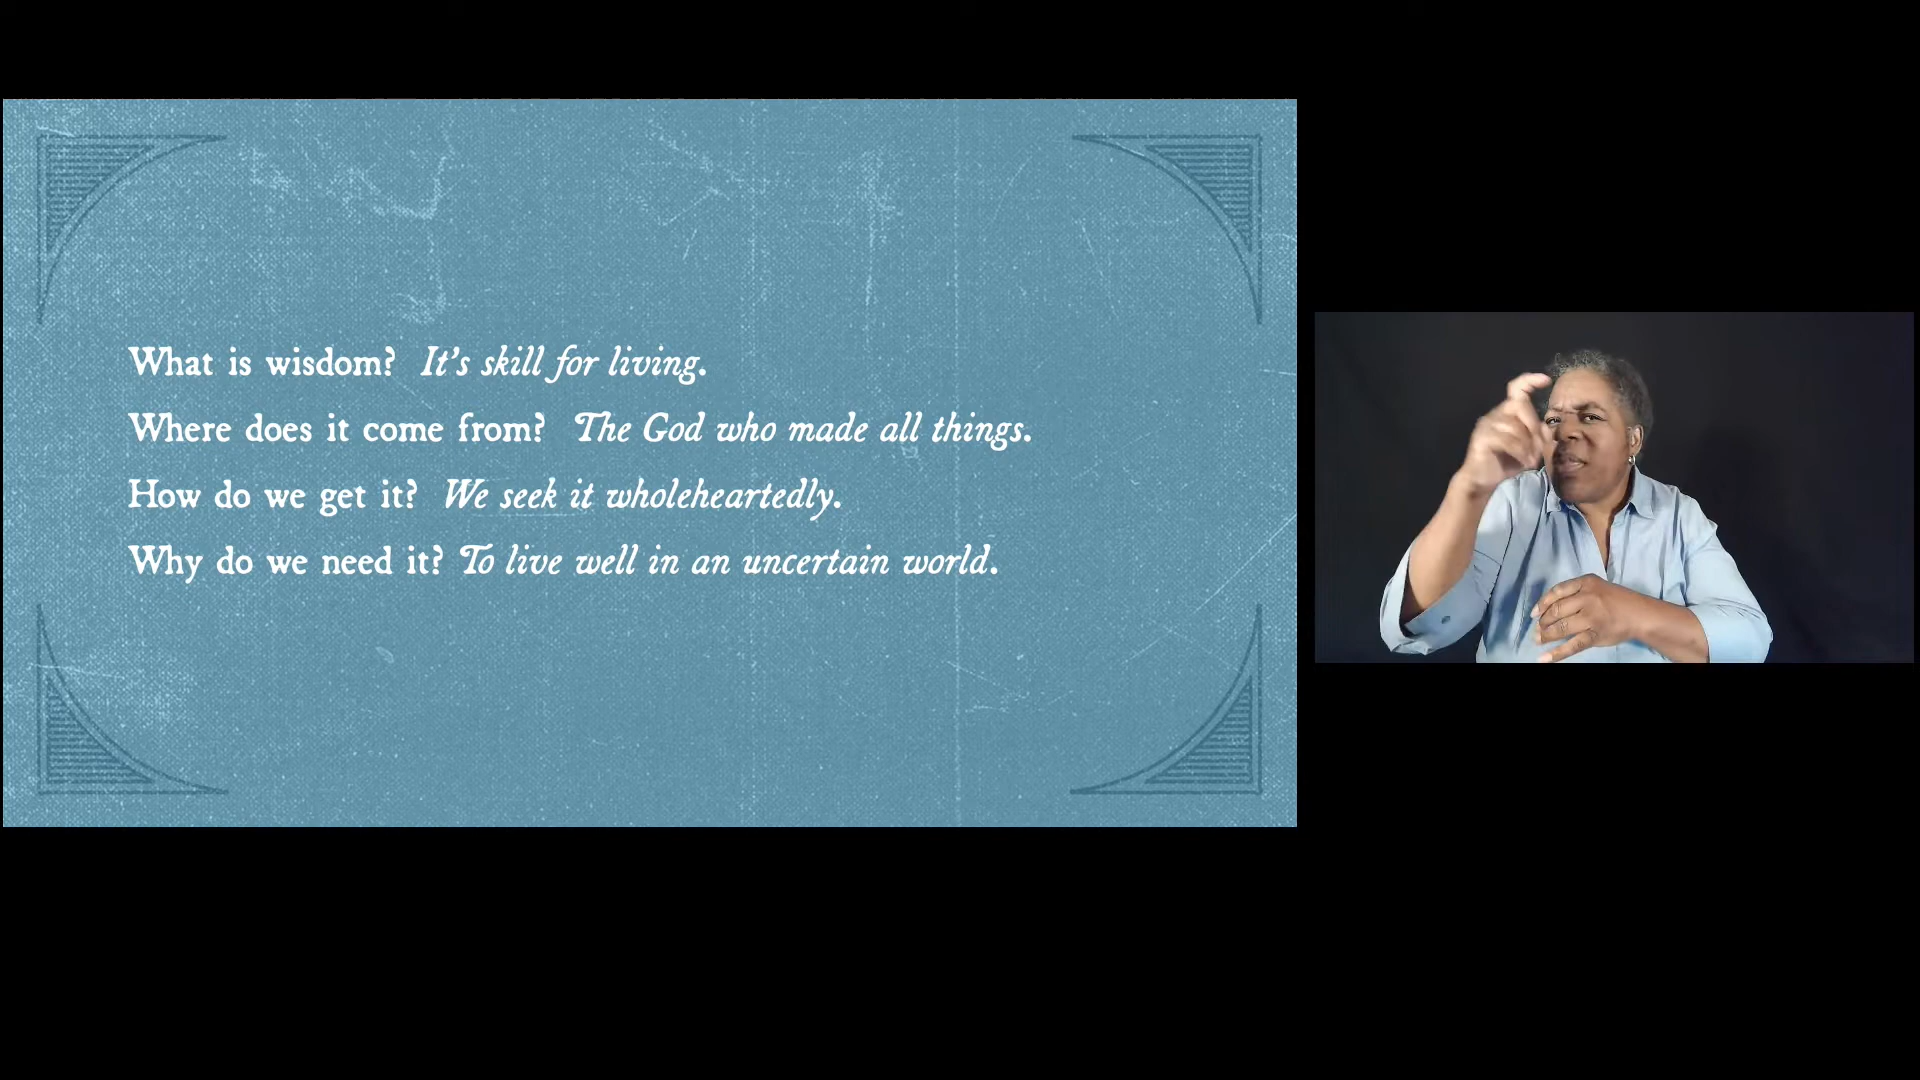 What is wisdom? It's skill for living.
Where does it come from? The God who made all things.
How do we get it? We seek it wholeheartedly.
Why do we need it? To live well in an uncertain world.